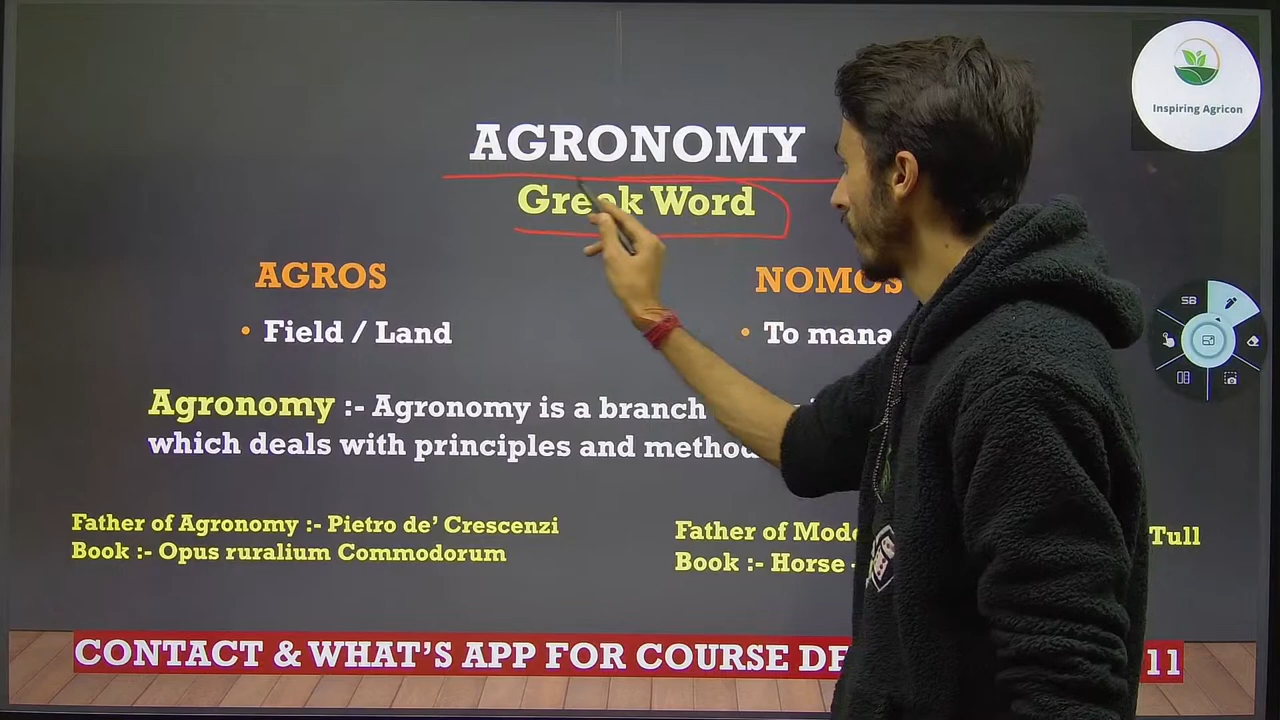 Inspiring Agricon
AGRONOMY
Greek Word
AGROS
NOMOS
SB
• Field / Land
• To mana
Agronomy :- Agronomy is a branch
which deals with principles and method
Father of Agronomy :- Pietro de' Crescenzi
Book :- Opus ruralium Commodorum
Father of Mode Tull
Book :- Horse -
CONTACT & WHAT'S APP FOR COURSE DE 11